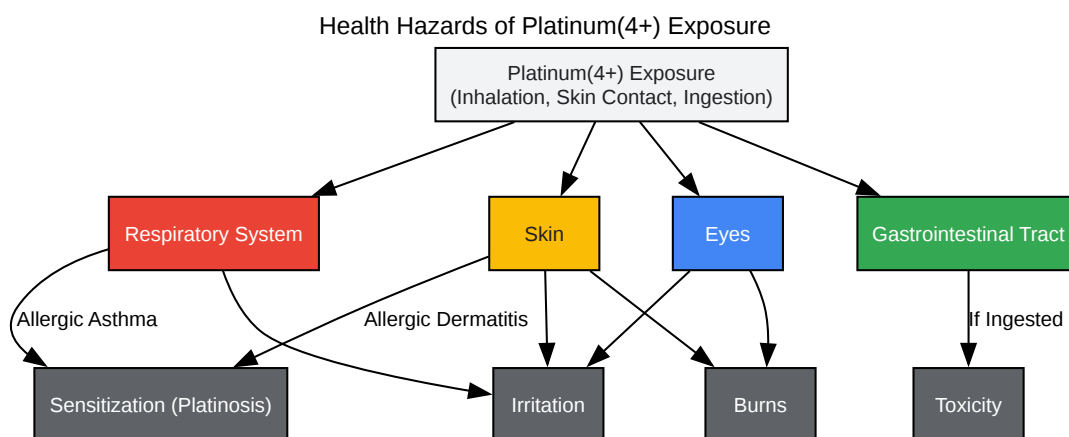 Health Hazards of Platinum(4+) Exposure
Platinum(4+) Exposure
(Inhalation, Skin Contact, Ingestion)
Respiratory System
Skin
Eyes
Gastrointestinal Tract
Allergic Asthma
Allergic Dermatitis
If Ingested
Sensitization (Platinosis)
Irritation
Burns
Toxicity